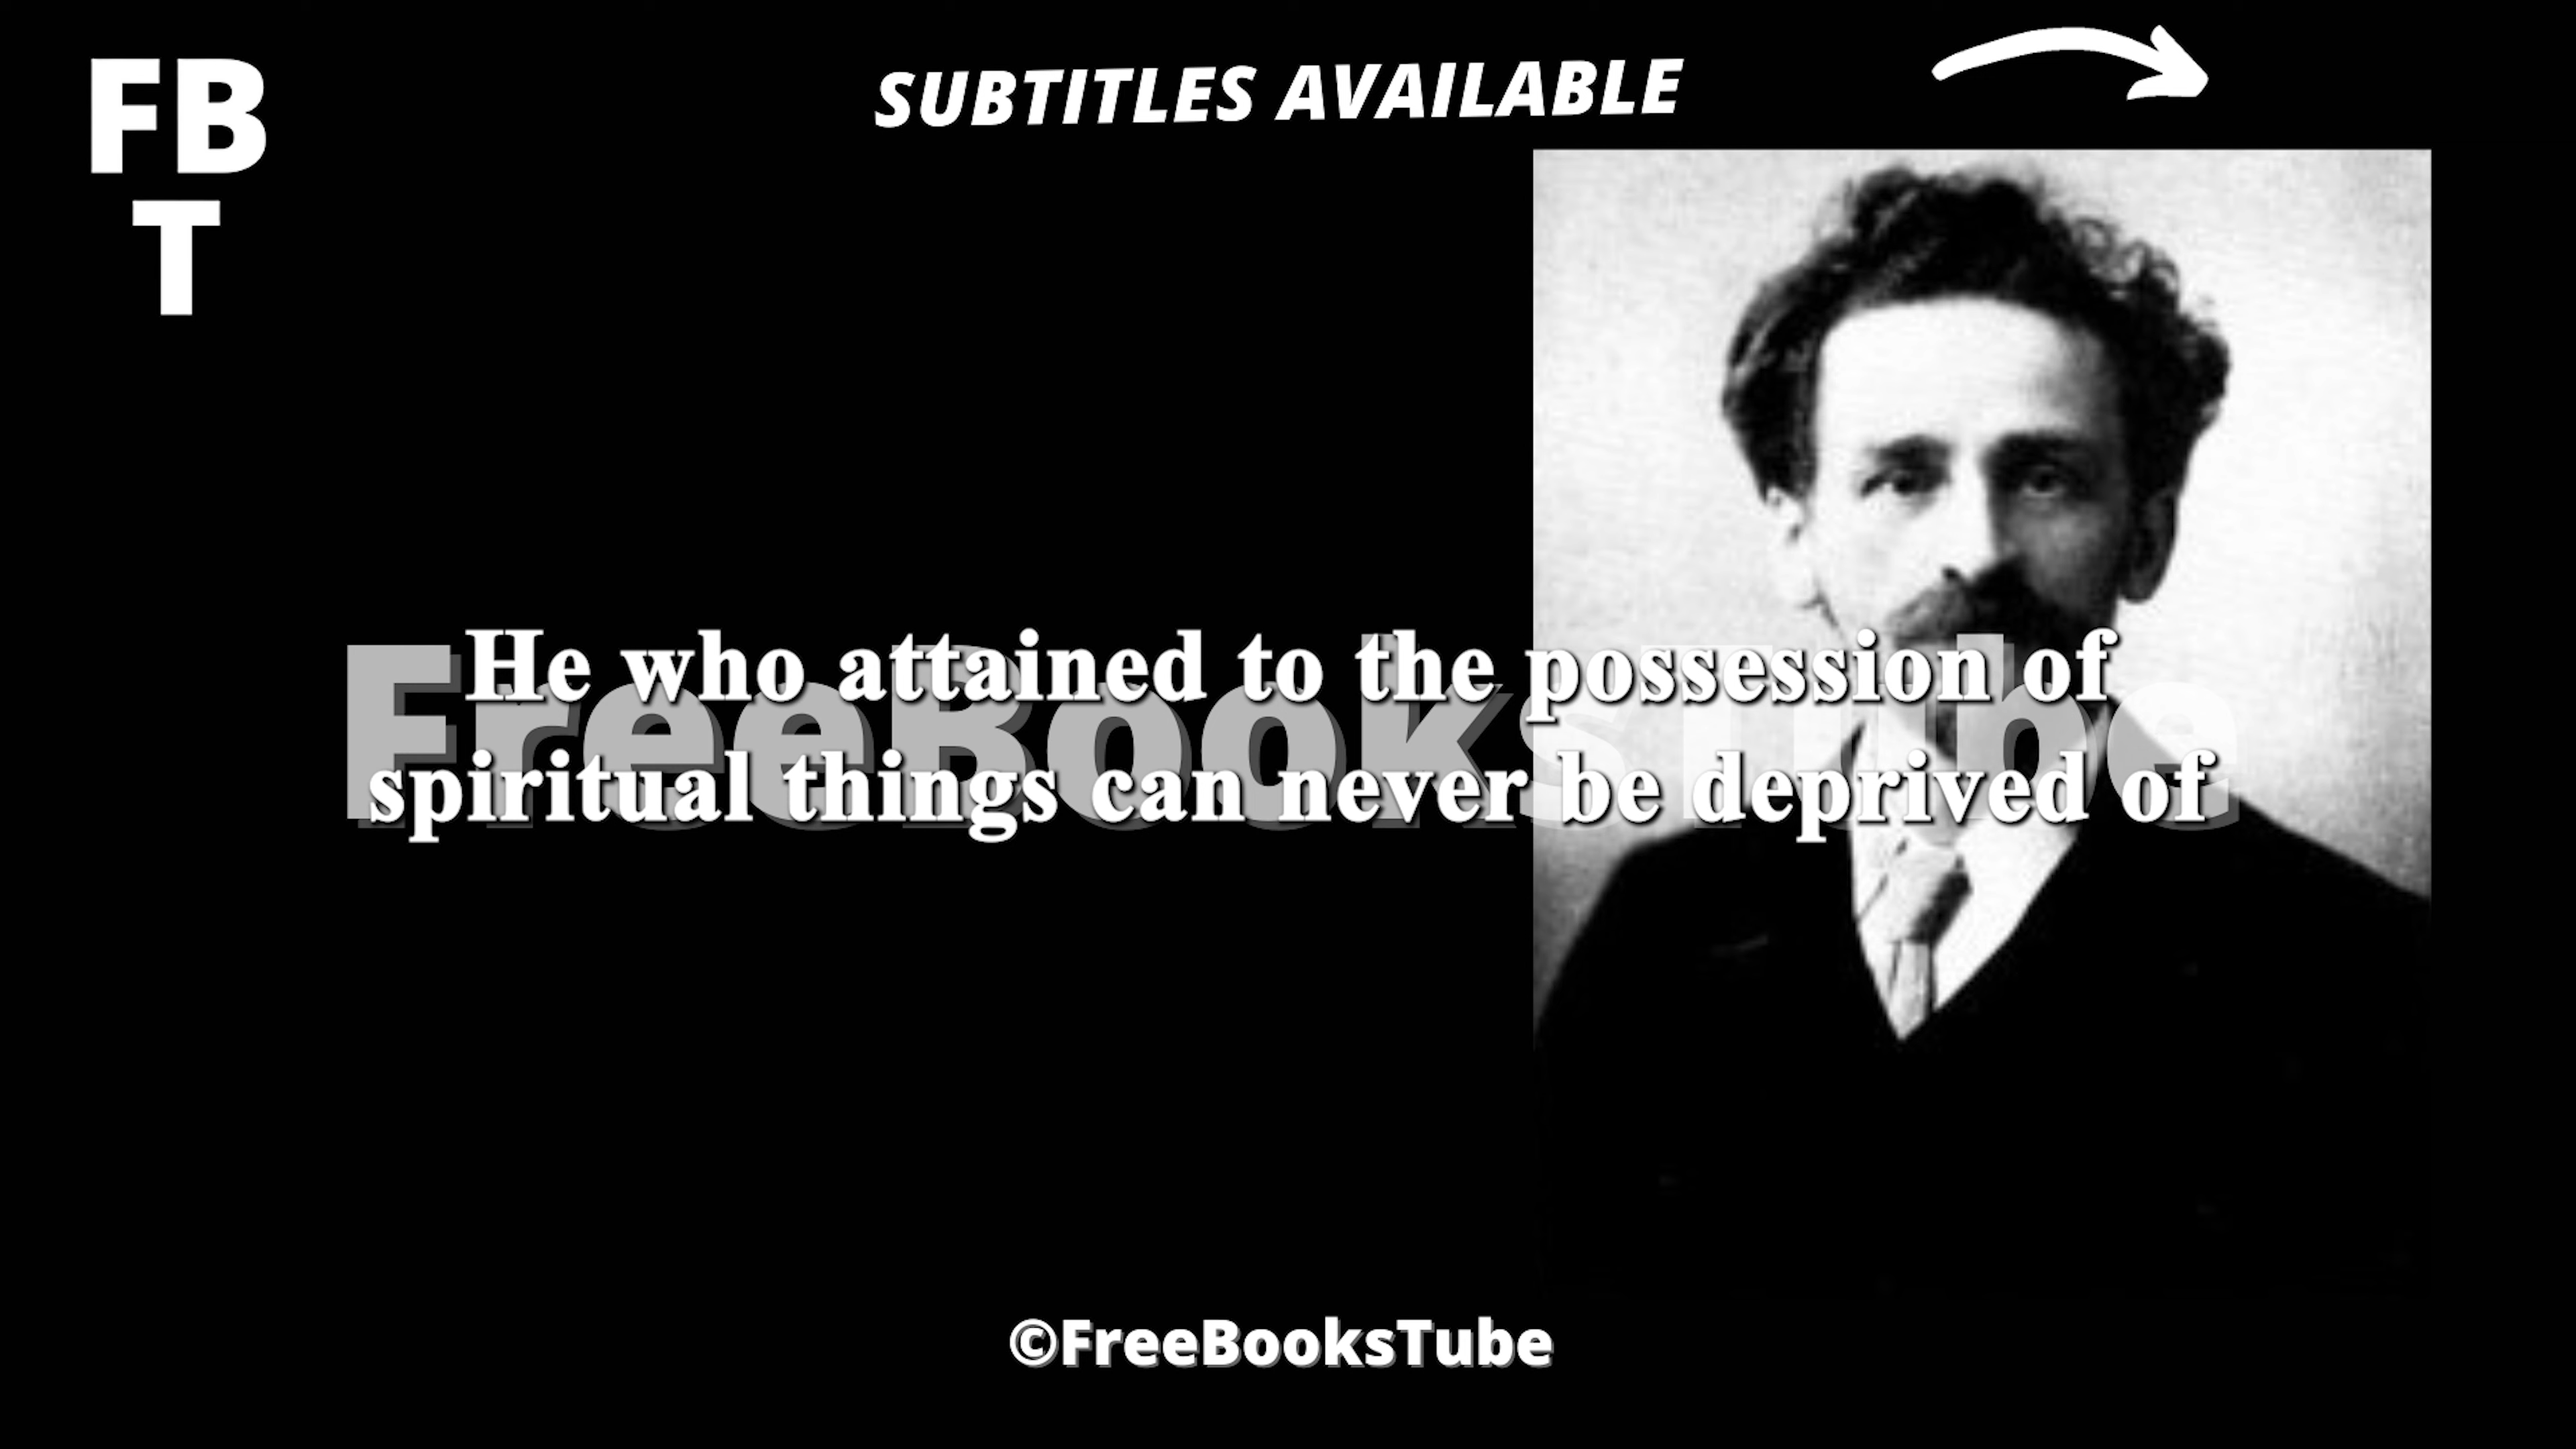 FB
T
SUBTITLES AVAILABLE
He who attained to the possession of
FreeBooksTube
spiritual things can never be deprived of
©FreeBooksTube